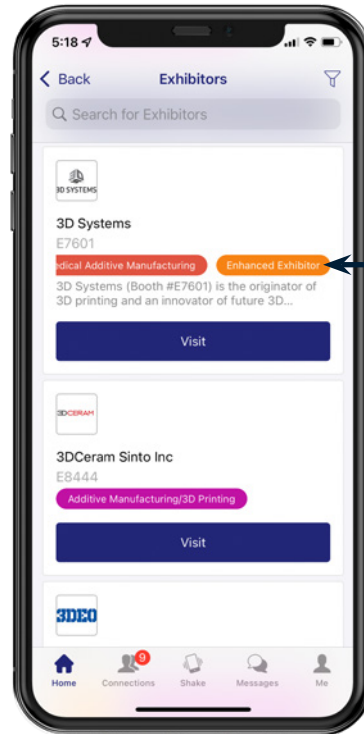 5:18
Back
Exhibitors
Search for Exhibitors
3D SYSTEMS
3D Systems
E7601
edical Additive Manufacturing
Enhanced Exhibitor
3D Systems (Booth #E7601) is the originator of
3D printing and an innovator of future 3D...
Visit
3DCERAM
3DCeram Sinto Inc
E8444
Additive Manufacturing/3D Printing
Visit
3DEO
9
Home
Connections
Shake
Messages
Me